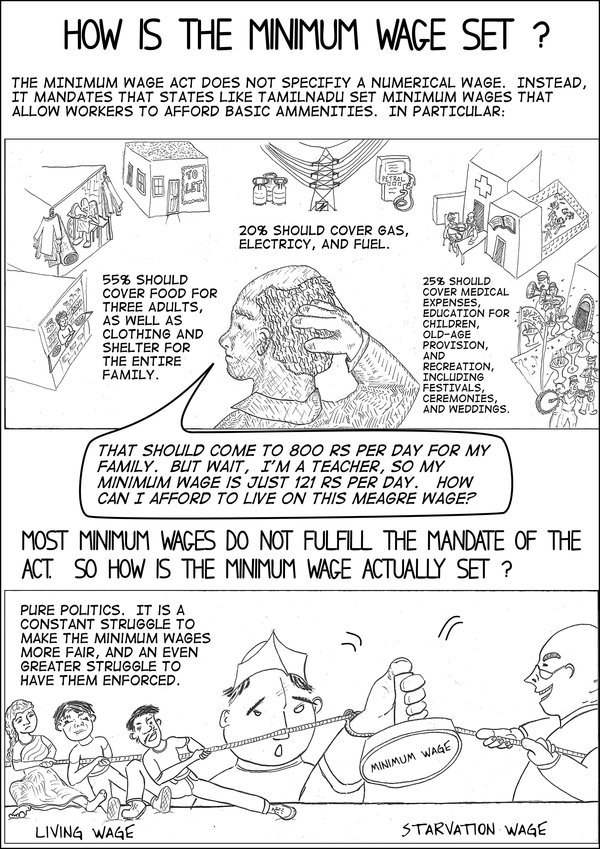 HOW IS THE MINIMUM WAGE SET ?
THE MINIMUM WAGE ACT DOES NOT SPECIFIY A NUMERICAL WAGE. INSTEAD,
IT MANDATES THAT STATES LIKE TAMILNADU SET MINIMUM WAGES THAT
ALLOW WORKERS TO AFFORD BASIC AMMENITIES. IN PARTICULAR:
TO
LET
PETROL
20% SHOULD COVER GAS,
ELECTRICITY, AND FUEL.
55% SHOULD
COVER FOOD FOR
THREE ADULTS,
AS WELL AS
CLOTHING AND
SHELTER FOR
THE ENTIRE
FAMILY.
25% SHOULD
COVER MEDICAL
EXPENSES,
EDUCATION FOR
CHILDREN,
OLD-AGE
PROVISION,
AND
RECREATION,
INCLUDING
FESTIVALS,
CEREMONIES,
AND WEDDINGS.
THAT SHOULD COME TO 800 RS PER DAY FOR MY
FAMILY. BUT WAIT, I'M A TEACHER, SO MY
MINIMUM WAGE IS JUST 121 RS PER DAY. HOW
CAN I AFFORD TO LIVE ON THIS MEAGRE WAGE?
MOST MINIMUM WAGES DO NOT FULFILL THE MANDATE OF THE
ACT. SO HOW IS THE MINIMUM WAGE ACTUALLY SET ?
PURE POLITICS. IT IS A
CONSTANT STRUGGLE TO
MAKE THE MINIMUM WAGES
MORE FAIR, AND AN EVEN
GREATER STRUGGLE TO
HAVE THEM ENFORCED.
MINIMUM WAGE
LIVING WAGE
STARVATION WAGE